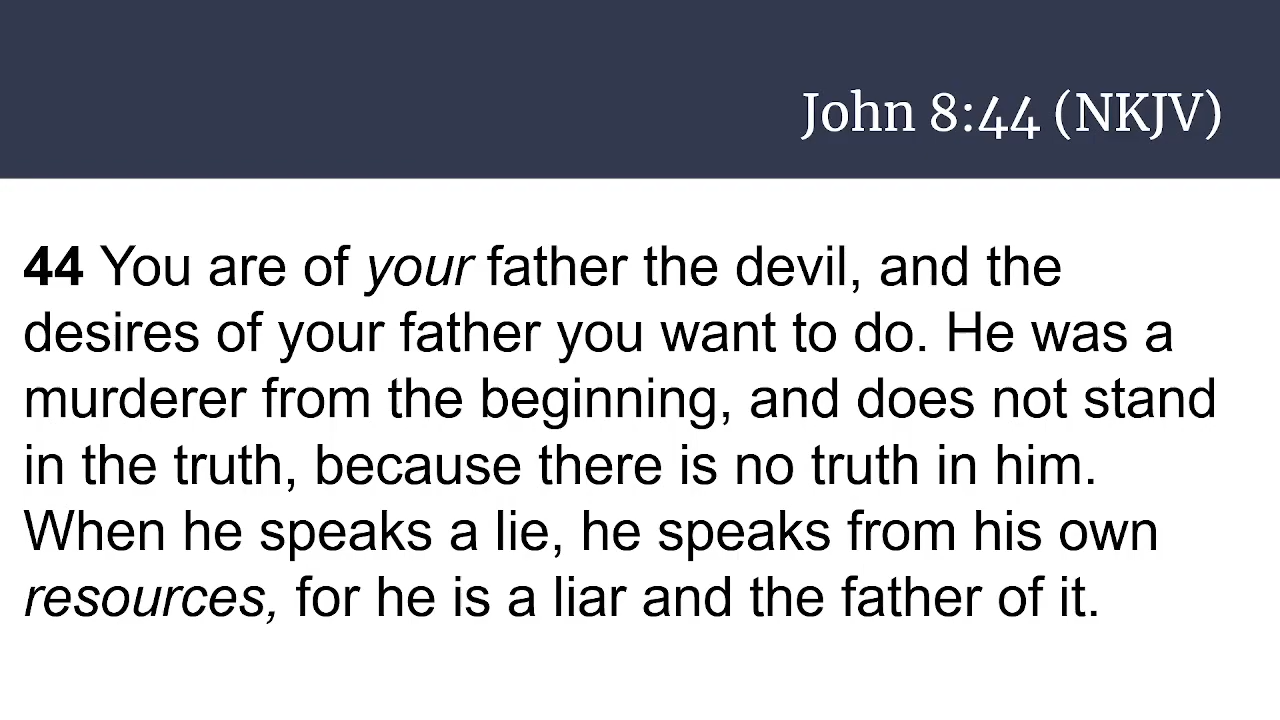 John 8:44 (NKJV)
44 You are of your father the devil, and the
desires of your father you want to do. He was a
murderer from the beginning, and does not stand
in the truth, because there is no truth in him.
When he speaks a lie, he speaks from his own
resources, for he is a liar and the father of it.